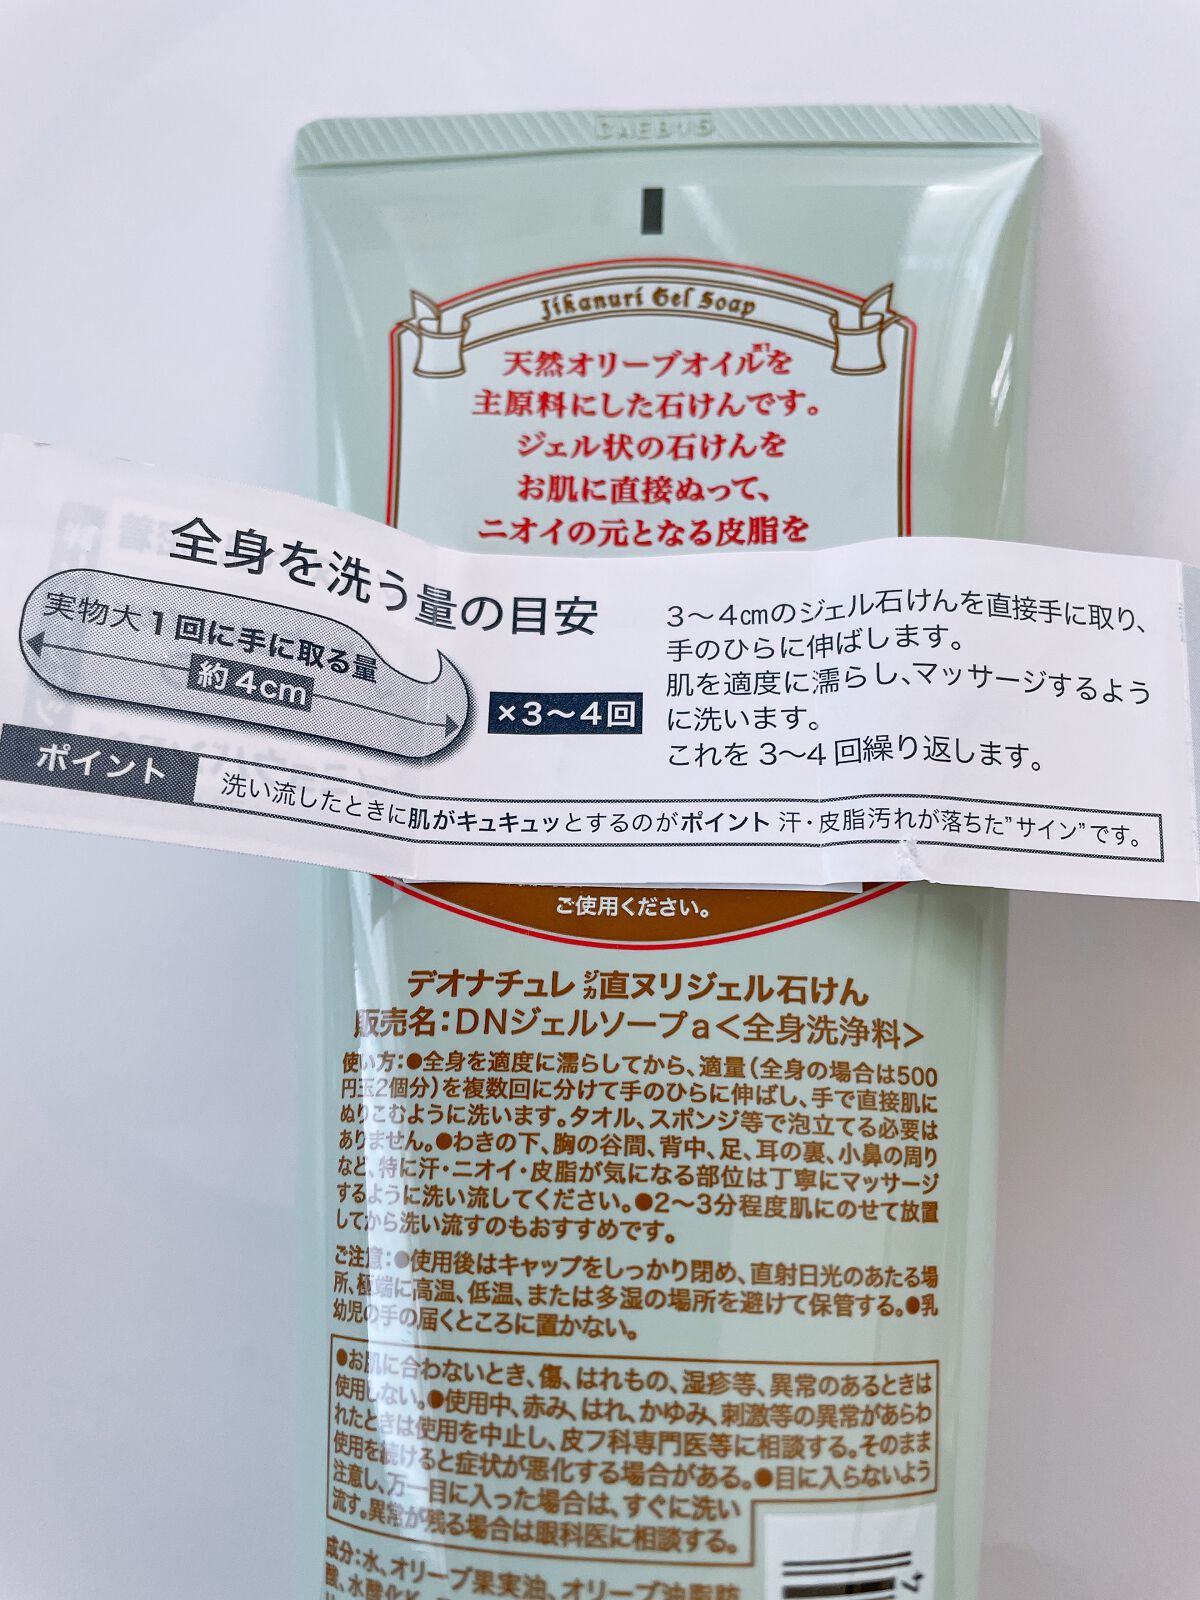 CAEB15
Jikanuri Gel Soap
天然オリーブオイルを
主原料にした石けんです。
ジェル状の石けんを
お肌に直接ぬって、
ニオイの元となる皮脂を
全身を洗う量の目安
実物大1回に手に取る量
約4cm
×3〜4回
3〜4cmのジェル石けんを直接手に取り、
手のひらに伸ばします。
肌を適度に濡らし、マッサージするよう
に洗います。
これを 3〜4 回繰り返します。
ポイント
洗い流したときに肌がキュキュッとするのがポイント 汗・皮脂汚れが落ちた”サイン”です。
ご使用ください。
デオナチュレ ジカ直ヌリジェル石けん
販売名:DNジェルソープa<全身洗浄料>
使い方:●全身を適度に濡らしてから、適量(全身の場合は500
円玉2個分)を複数回に分けて手のひらに伸ばし、手で直接肌に
ぬりこむように洗います。タオル、スポンジ等で泡立てる必要は
ありません。●わきの下、胸の谷間、背中、足、耳の裏、小鼻の周り
など、特に汗・ニオイ・皮脂が気になる部位は丁寧にマッサージ
するように洗い流してください。●2〜3分程度肌にのせて放置
してから洗い流すのもおすすめです。
ご注意:●使用後はキャップをしっかり閉め、直射日光のあたる場
所、極端に高温、低温、または多湿の場所を避けて保管する。●乳
幼児の手の届くところに置かない。
●お肌に合わないとき、傷、はれもの、湿疹等、異常のあるときは
使用しない。●使用中、赤み、はれ、かゆみ、刺激等の異常があらわ
れたときは使用を中止し、皮フ科専門医等に相談する。そのまま
使用を続けると症状が悪化する場合がある。●目に入らないよう
注意し、万一目に入った場合は、すぐに洗い
流す。異常が残る場合は眼科医に相談する。
成分:水、オリーブ果実油、オリーブ油脂肪
酸、水酸化K、